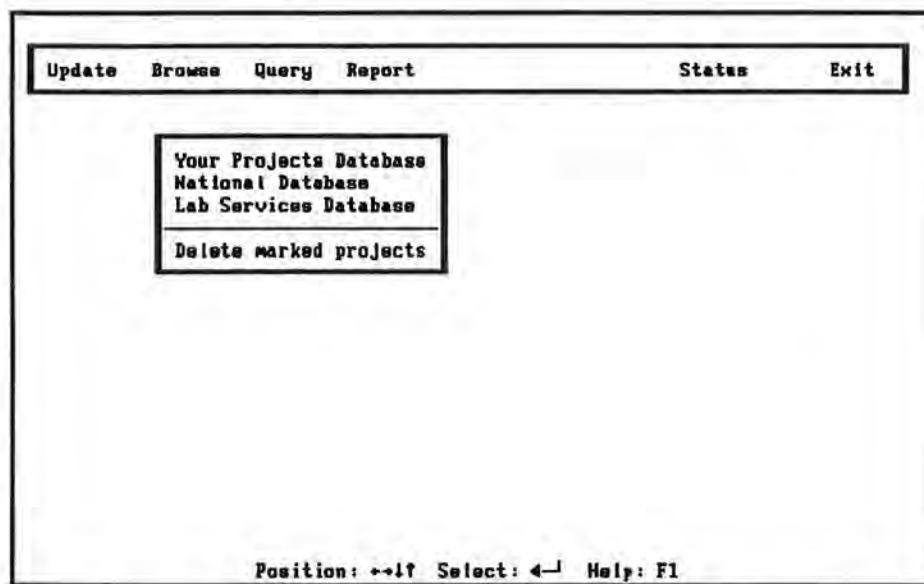 Update Browse Query Report States Exit
Your Projects Database
National Database
Lab Services Database
Delete marked projects
Position: ←→↓↑ Select: ◄─┘ Help: F1